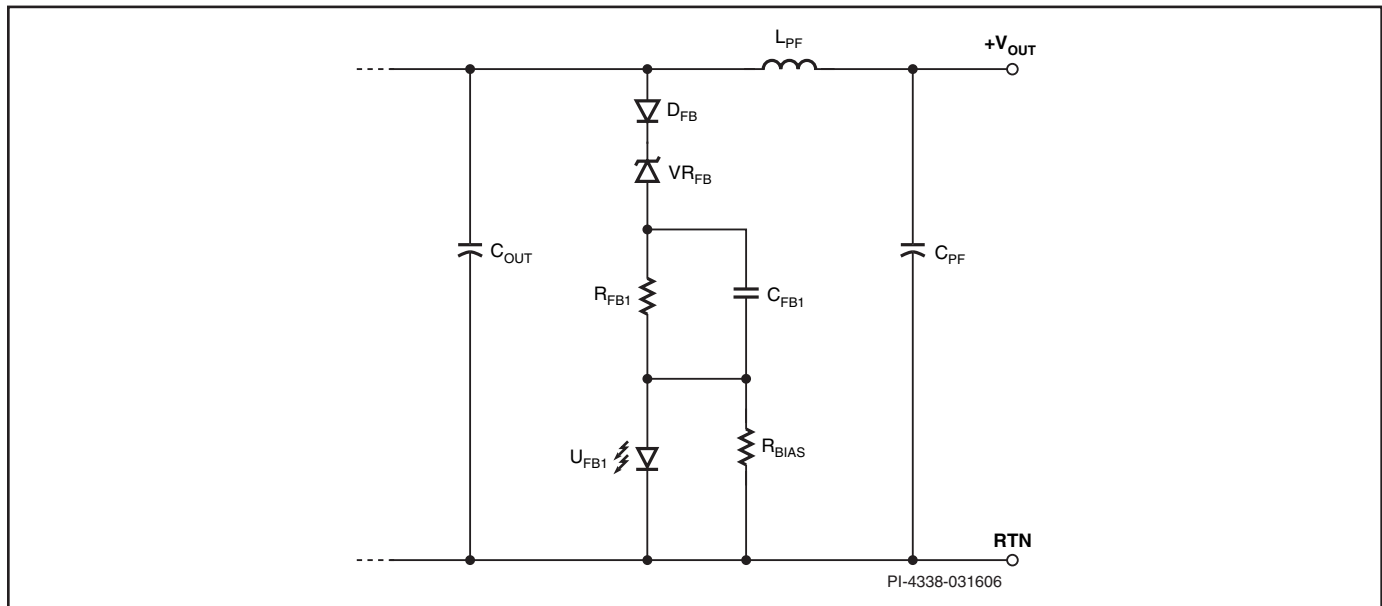 L_PF
+V_OUT
D_FB
VR_FB
C_OUT
C_PF
R_FB1
C_FB1
U_FB1
R_BIAS
RTN
PI-4338-031606